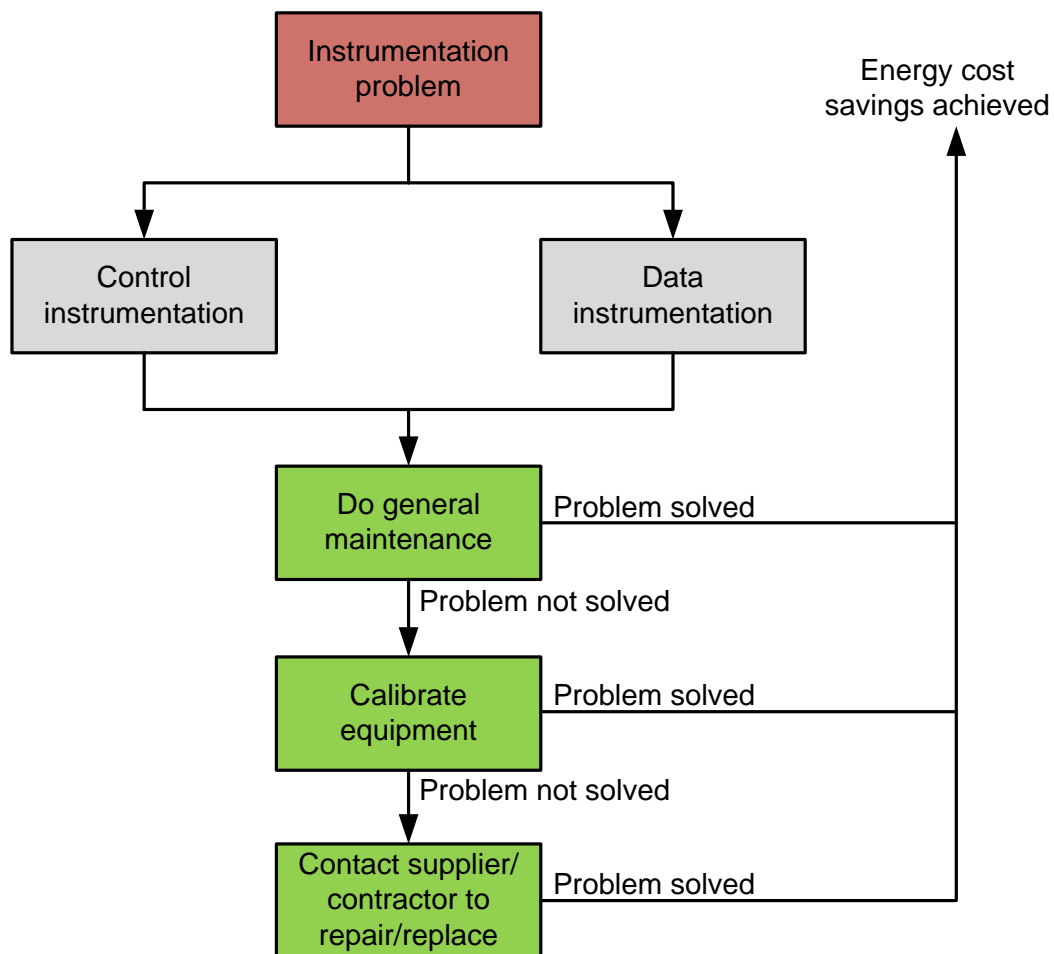 Instrumentation
problem
Energy cost
savings achieved
Control
instrumentation
Data
instrumentation
Do general
maintenance
Problem solved
Problem not solved
Calibrate
equipment
Problem solved
Problem not solved
Contact supplier/
contractor to
repair/replace
Problem solved